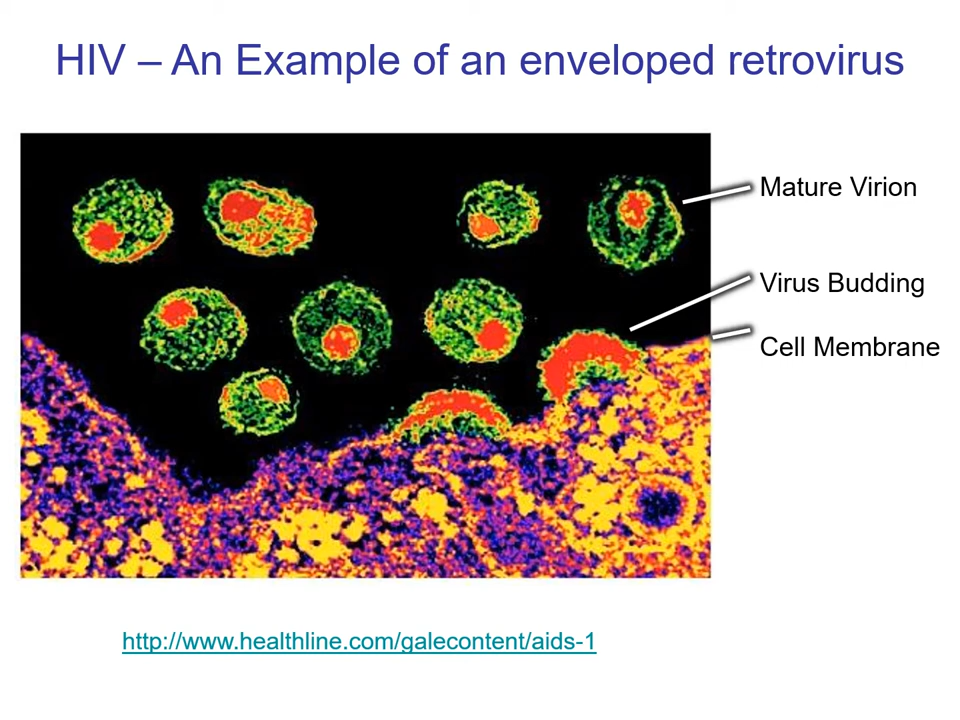 HIV – An Example of an enveloped retrovirus
Mature Virion
Virus Budding
Cell Membrane
http://www.healthline.com/galecontent/aids-1